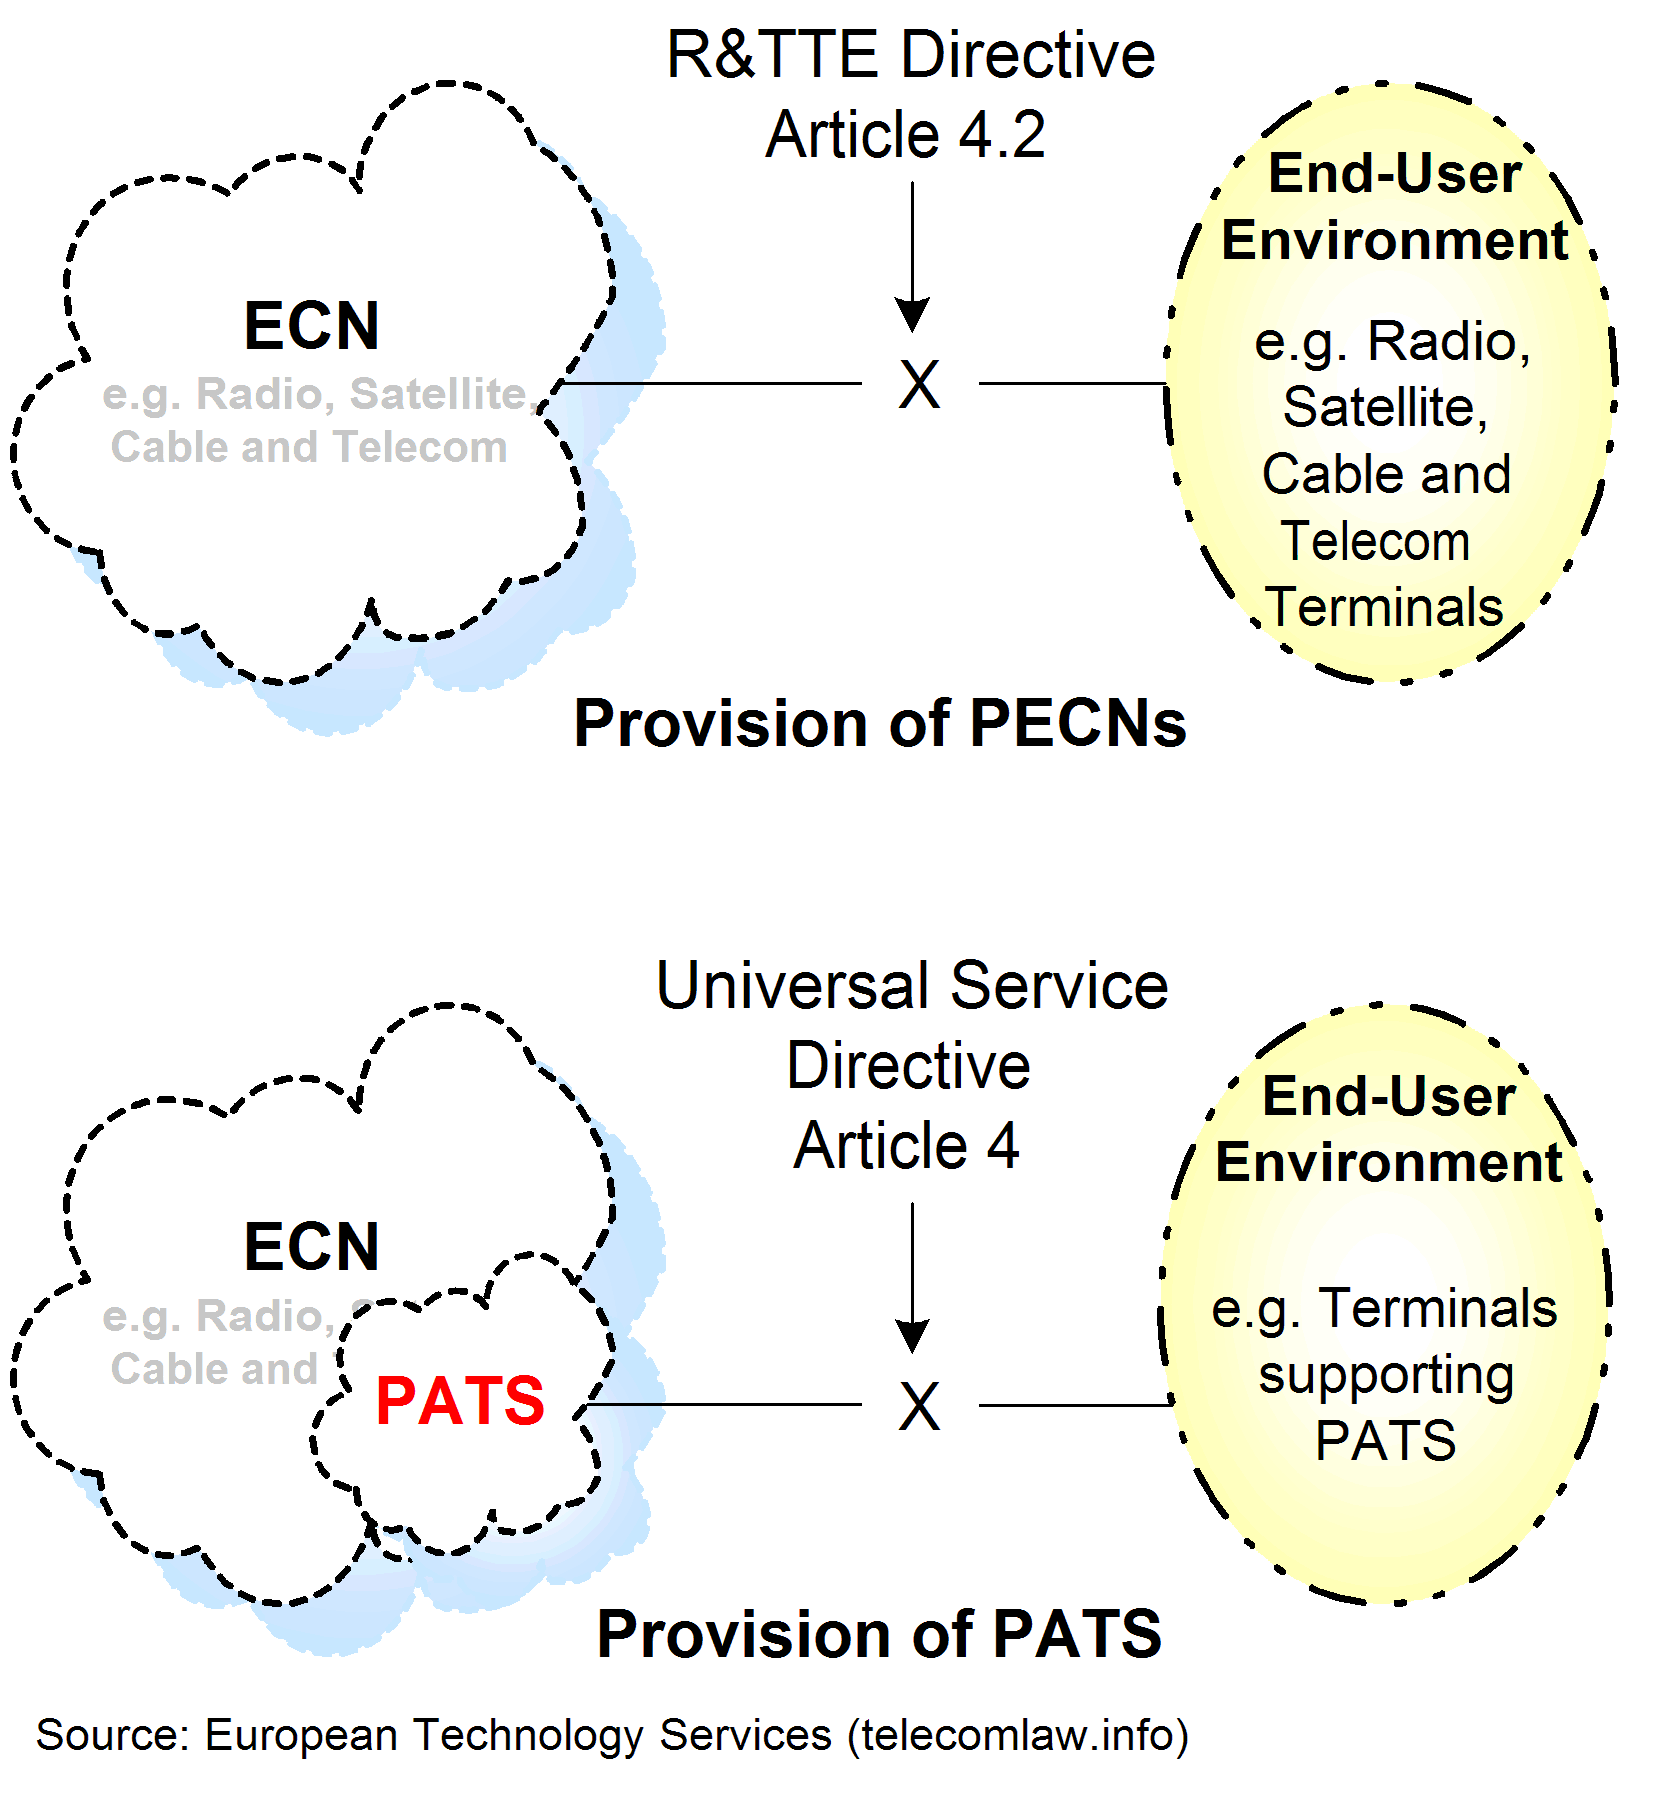 R&TTE Directive
Article 4.2
End-User
Environment
ECN
e.g. Radio, Satellite,
Cable and Telecom
X
e.g. Radio,
Satellite,
Cable and
Telecom
Terminals
Provision of PECNs
Universal Service
Directive
Article 4
End-User
Environment
ECN
e.g. Radio,
Cable and
PATS
X
e.g. Terminals
supporting
PATS
Provision of PATS
Source: European Technology Services (telecomlaw.info)